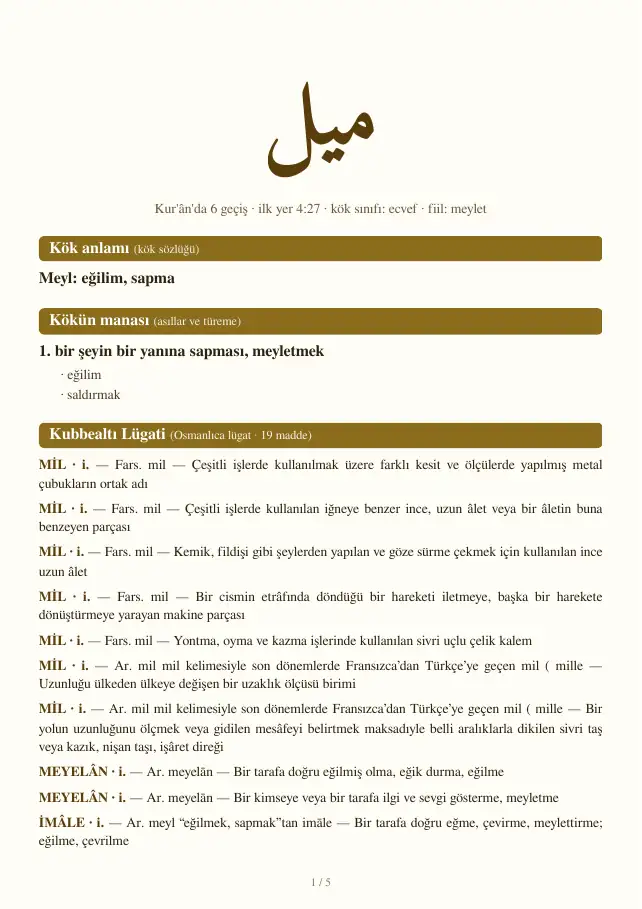 ميل
Kur'ân'da 6 geçiş · ilk yer 4:27 · kök sınıfı: ecvef · fiil: meylet
Kök anlamı (kök sözlüğü)
Meyl: eğilim, sapma
Kökün manası (asıllar ve türeme)
1. bir şeyin bir yanına sapması, meyletmek
· eğilim
· saldırmak
Kubbealtı Lügati (Osmanlıca lügat · 19 madde)
MİL · i. — Fars. mil — Çeşitli işlerde kullanılmak üzere farklı kesit ve ölçülerde yapılmış metal
çubukların ortak adı
MİL · i. — Fars. mil — Çeşitli işlerde kullanılan iğneye benzer ince, uzun âlet veya bir âletin buna
benzeyen parçası
MİL · i. — Fars. mil — Kemik, fildişi gibi şeylerden yapılan ve göze sürme çekmek için kullanılan ince
uzun âlet
MİL · i. — Fars. mil — Bir cismin etrâfında döndüğü bir hareketi iletmeye, başka bir harekete
dönüştürmeye yarayan makine parçası
MİL · i. — Fars. mil — Yontma, oyma ve kazma işlerinde kullanılan sivri uçlu çelik kalem
MİL · i. — Ar. mil mil kelimesiyle son dönemlerde Fransızca’dan Türkçe’ye geçen mil ( mille —
Uzunluğu ülkeden ülkeye değişen bir uzaklık ölçüsü birimi
MİL · i. — Ar. mil mil kelimesiyle son dönemlerde Fransızca’dan Türkçe’ye geçen mil ( mille — Bir
yolun uzunluğunu ölçmek veya gidilen mesâfeyi belirtmek maksadıyle belli aralıklarla dikilen sivri taş
veya kazık, nişan taşı, işâret direği
MEYELÂN · i. — Ar. meyelān — Bir tarafa doğru eğilmiş olma, eğik durma, eğilme
MEYELÂN · i. — Ar. meyelān — Bir kimseye veya bir tarafa ilgi ve sevgi gösterme, meyletme
İMÂLE · i. — Ar. meyl “eğilmek, sapmak”tan imāle — Bir tarafa doğru eğme, çevirme, meylettirme;
eğilme, çevrilme
1 / 5